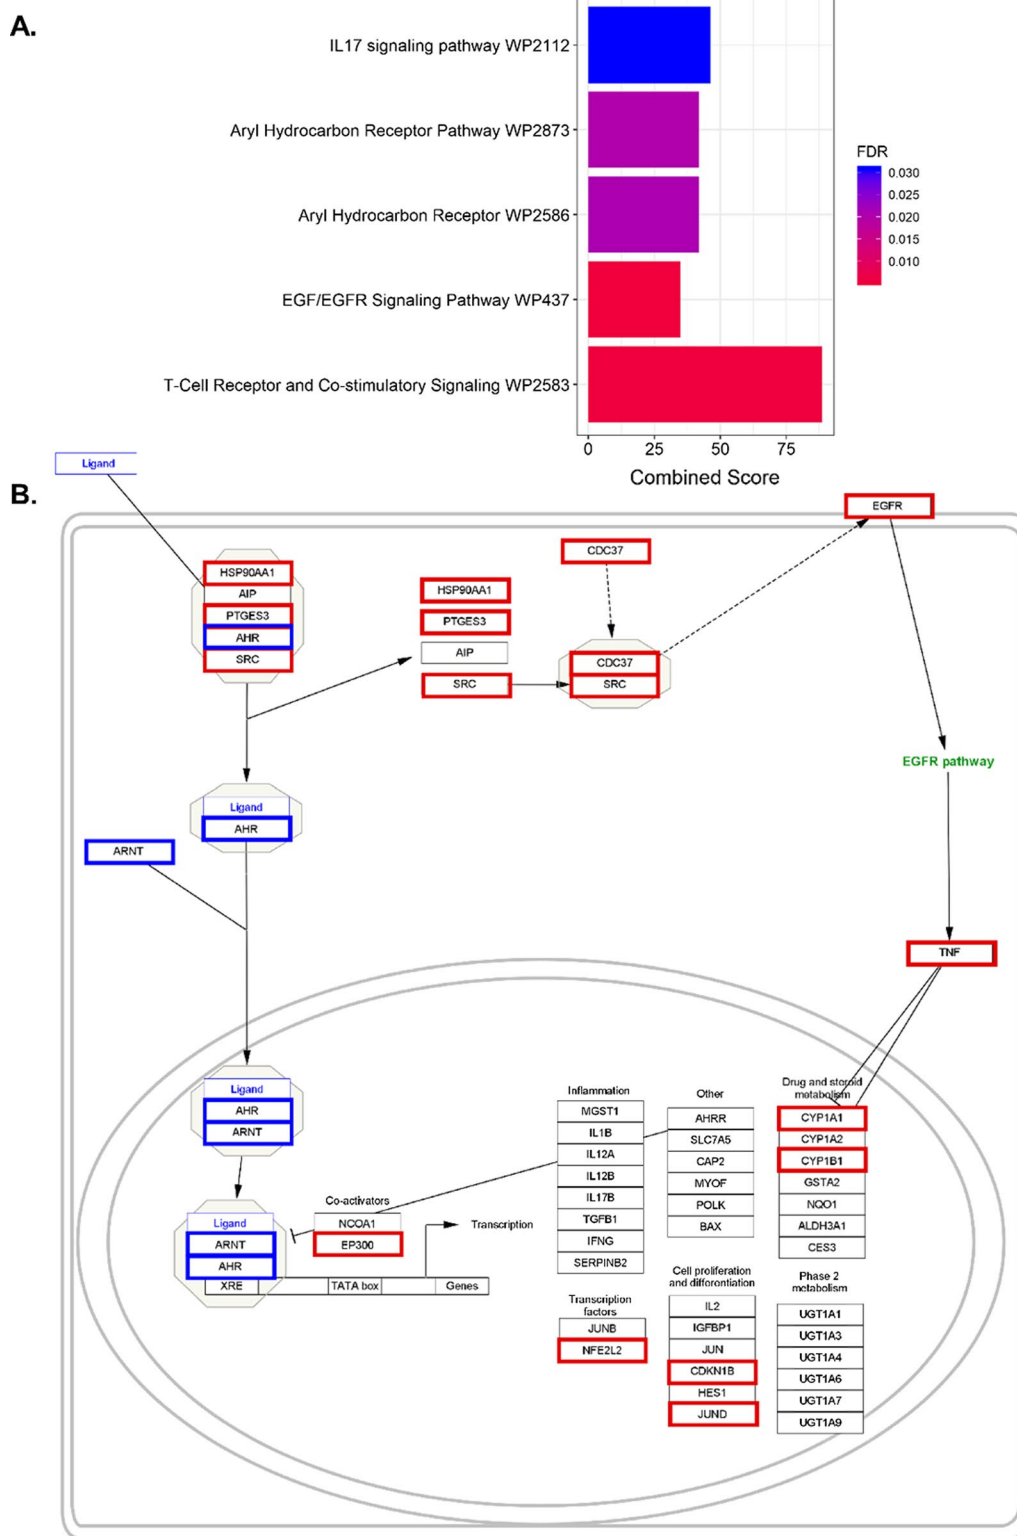 A.
IL17 signaling pathway WP2112
Aryl Hydrocarbon Receptor Pathway WP2873
Aryl Hydrocarbon Receptor WP2586
EGF/EGFR Signaling Pathway WP437
T-Cell Receptor and Co-stimulatory Signaling WP2583
0 25 50 75
Combined Score
FDR
0.030
0.025
0.020
0.015
0.010
B.
Ligand
HSP90AA1
AIP
PTGES3
AHR
SRC
HSP90AA1
PTGES3
AIP
SRC
CDC37
CDC37
SRC
EGFR
EGFR pathway
TNF
Ligand
AHR
ARNT
Ligand
AHR
ARNT
Ligand
ARNT
AHR
XRE
TATA box
Genes
Co-activators
NCOA1
EP300
Transcription
Inflammation
MGST1
IL1B
IL12A
IL12B
IL17B
TGFB1
IFNG
SERPINB2
Other
AHRR
SLC7A5
CAP2
MYOF
POLK
BAX
Drug and steroid
metabolism
CYP1A1
CYP1A2
CYP1B1
GSTA2
NQO1
ALDH3A1
CES3
Transcription
factors
JUNB
NFE2L2
Cell proliferation
and differontiation
IL2
IGFBP1
JUN
CDKN1B
HES1
JUND
Phase 2
metabolism
UGT1A1
UGT1A3
UGT1A4
UGT1A6
UGT1A7
UGT1A9